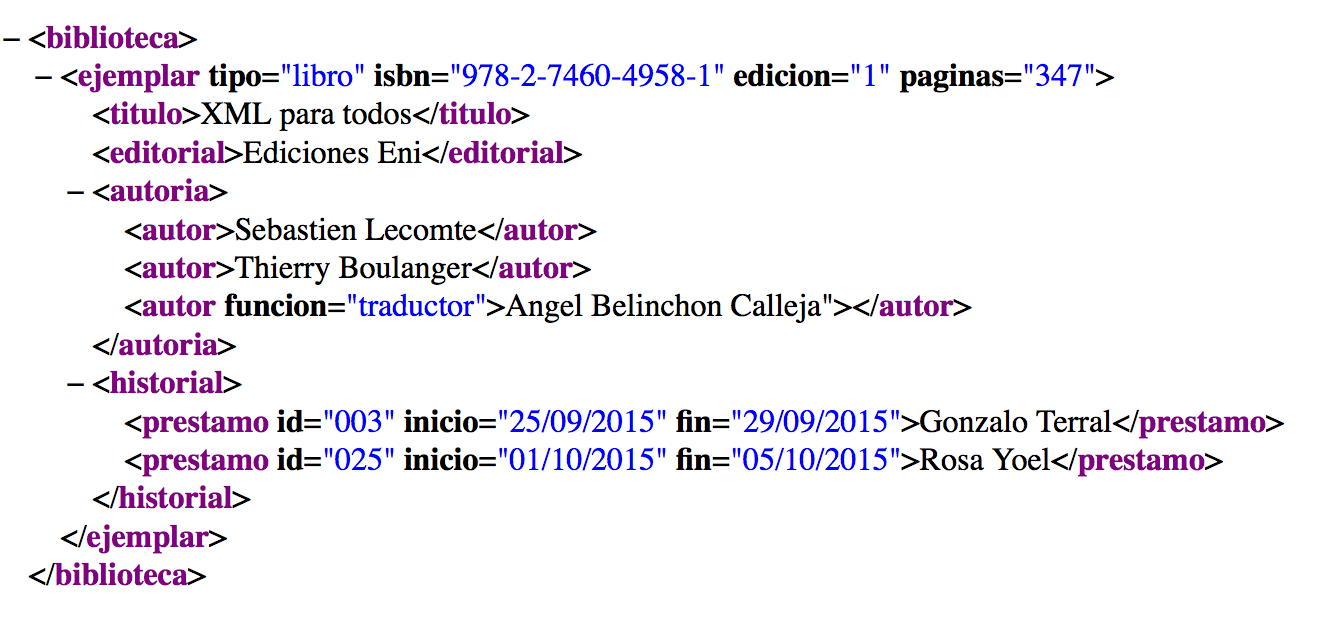 – <biblioteca>
– <ejemplar tipo="libro" isbn="978-2-7460-4958-1" edicion="1" paginas="347">
<titulo>XML para todos</titulo>
<editorial>Ediciones Eni</editorial>
– <autoria>
<autor>Sebastien Lecomte</autor>
<autor>Thierry Boulanger</autor>
<autor funcion="traductor">Angel Belinchon Calleja"></autor>
</autoria>
– <historial>
<prestamo id="003" inicio="25/09/2015" fin="29/09/2015">Gonzalo Terral</prestamo>
<prestamo id="025" inicio="01/10/2015" fin="05/10/2015">Rosa Yoel</prestamo>
</historial>
</ejemplar>
</biblioteca>